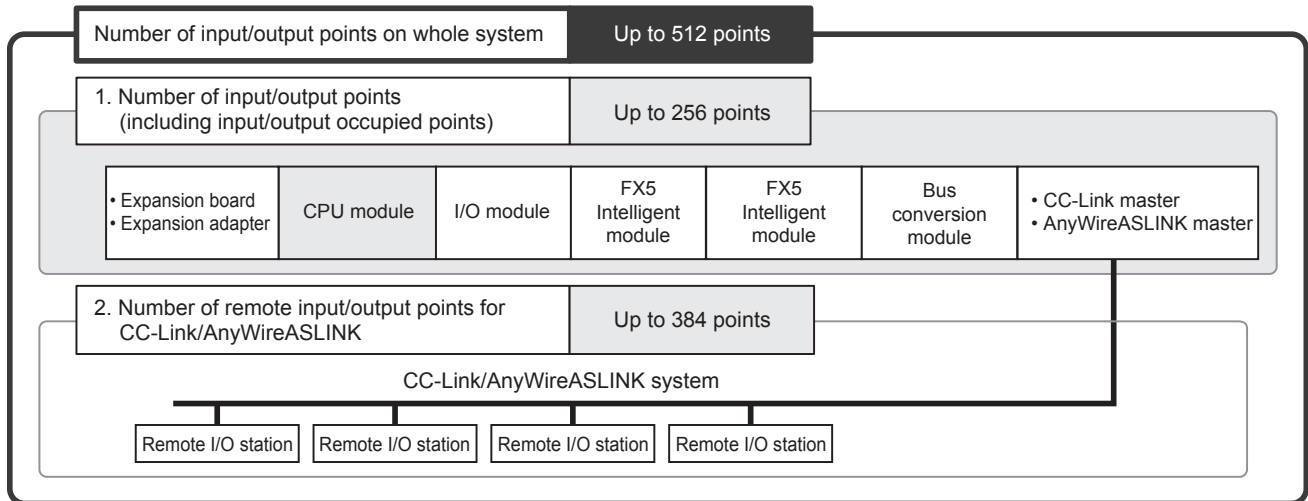 Number of input/output points on whole system
Up to 512 points
1. Number of input/output points
(including input/output occupied points)
Up to 256 points
• Expansion board
• Expansion adapter
CPU module
I/O module
FX5
Intelligent
module
FX5
Intelligent
module
Bus
conversion
module
• CC-Link master
• AnyWireASLINK master
2. Number of remote input/output points for
CC-Link/AnyWireASLINK
Up to 384 points
CC-Link/AnyWireASLINK system
Remote I/O station
Remote I/O station
Remote I/O station
Remote I/O station